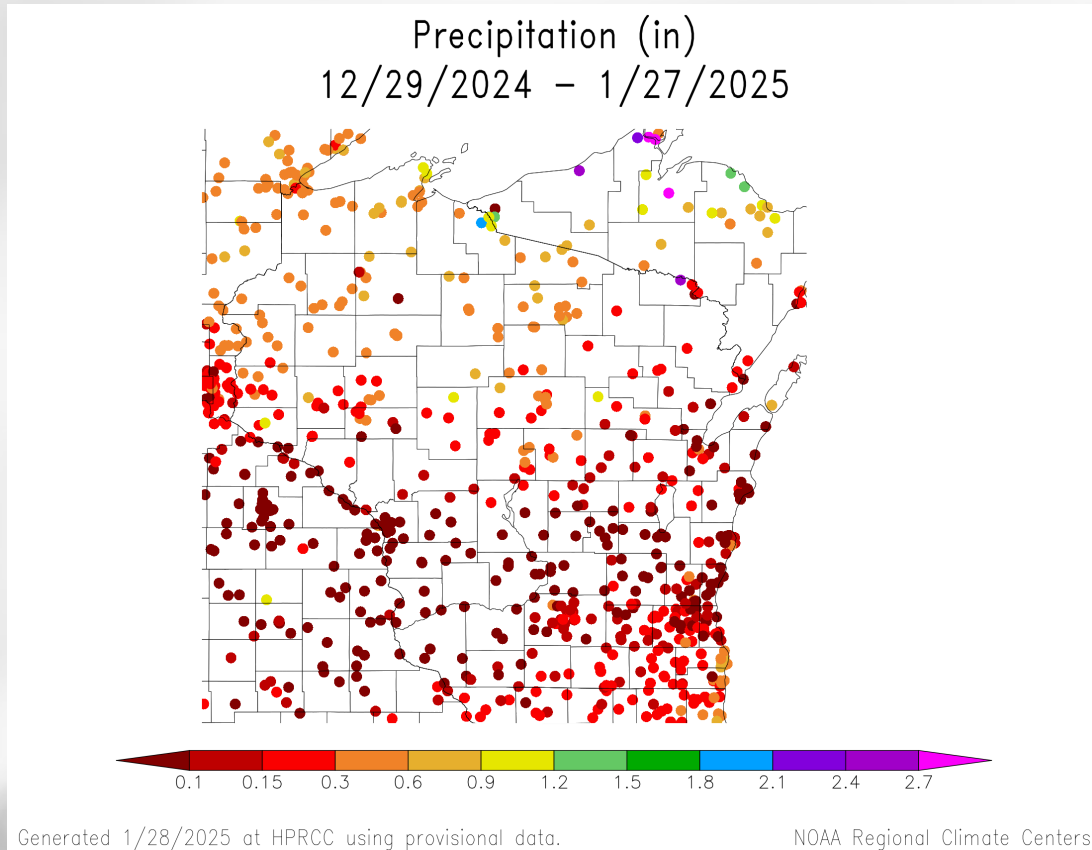 Precipitation (in)
12/29/2024 – 1/27/2025
0.1 0.15 0.3 0.6 0.9 1.2 1.5 1.8 2.1 2.4 2.7
Generated 1/28/2025 at HPRCC using provisional data. NOAA Regional Climate Centers